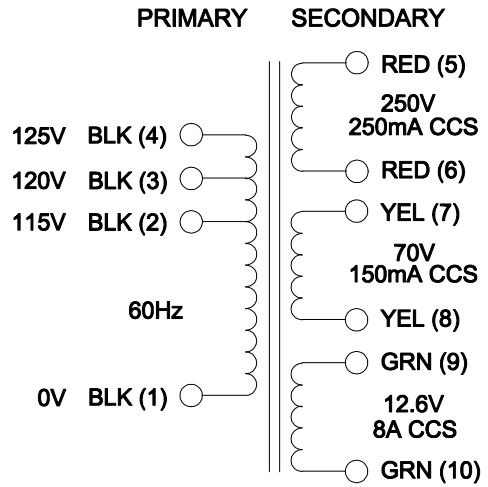 PRIMARY SECONDARY
125V BLK (4)
120V BLK (3)
115V BLK (2)
60Hz
0V BLK (1)
RED (5)
250V
250mA CCS
RED (6)
YEL (7)
70V
150mA CCS
YEL (8)
GRN (9)
12.6V
8A CCS
GRN (10)